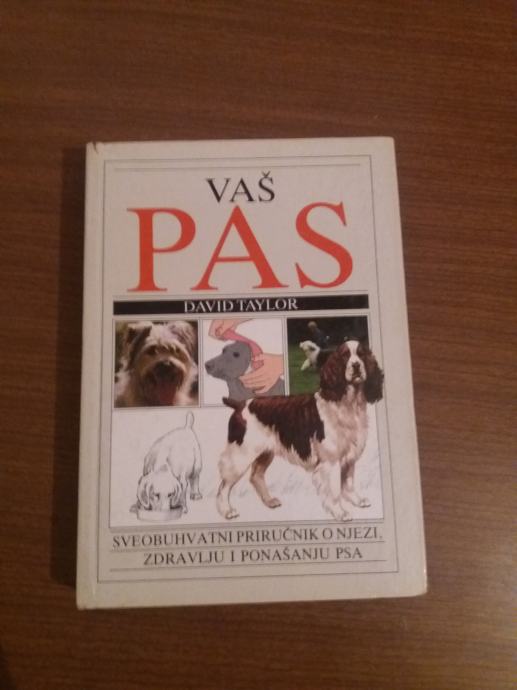 VAŠ
PAS
DAVID TAYLOR
SVEOBUHVATNI PRIRUČNIK O NJEZI,
ZDRAVLJU I PONAŠANJU PSA